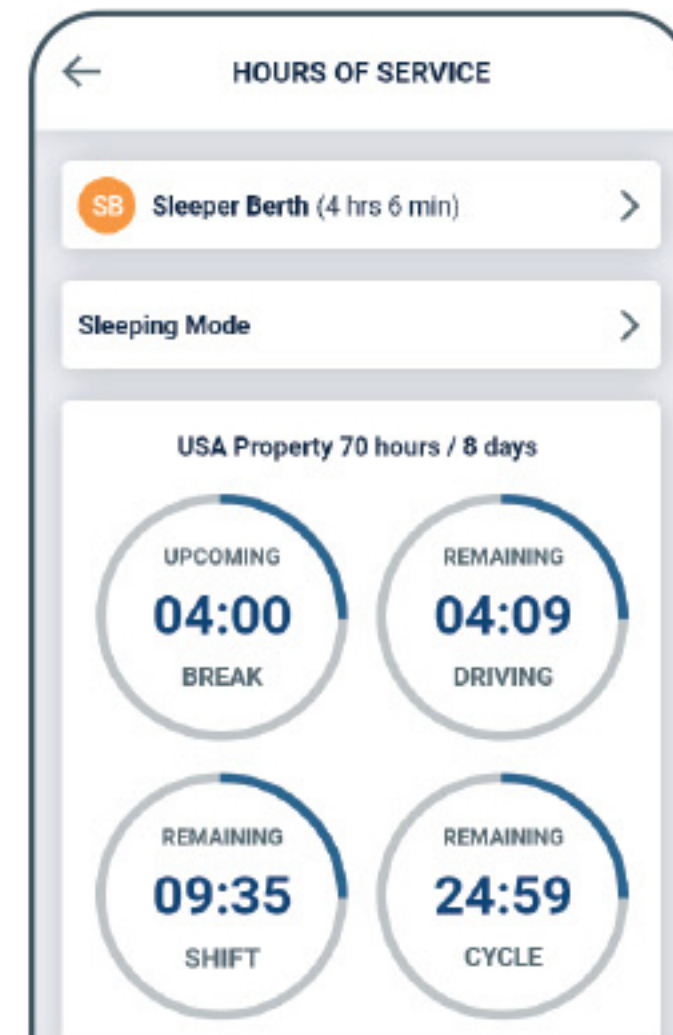 HOURS OF SERVICE
SB Sleeper Berth (4 hrs 6 min)
Sleeping Mode
USA Property 70 hours / 8 days
UPCOMING
04:00
BREAK
REMAINING
04:09
DRIVING
REMAINING
09:35
SHIFT
REMAINING
24:59
CYCLE